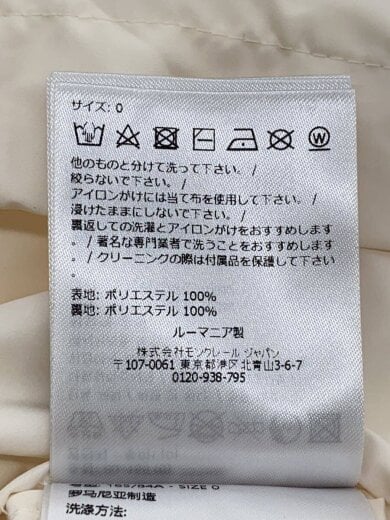 サイズ: 0
W
他のものと分けて洗って下さい。 /
絞らないで下さい。 /
アイロンがけには当て布を使用して下さい。 /
浸けたままにしないで下さい。 /
裏返しての洗濯とアイロンがけをおすすめします
。 / 著名な専門業者で洗うことをおすすめします
。 / クリーニングの際は付属品を保護して下さい
。
表地: ポリエステル 100%
裏地: ポリエステル 100%
ルーマニア製
株式会社モンクレール ジャパン
〒107-0061 東京都港区北青山3-6-7
0120-938-795
SIZE 0
罗马尼亚制造
洗涤方法: